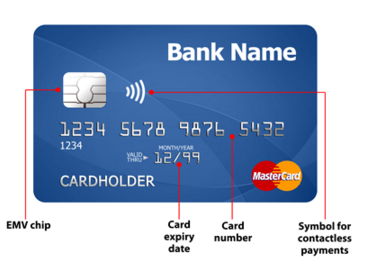 Bank Name
1234 5678 9876 5432
1234
MONTH/YEAR
VALID
THRU
12/99
CARDHOLDER
MasterCard
EMV chip
Card
expiry
date
Card
number
Symbol for
contactless
payments